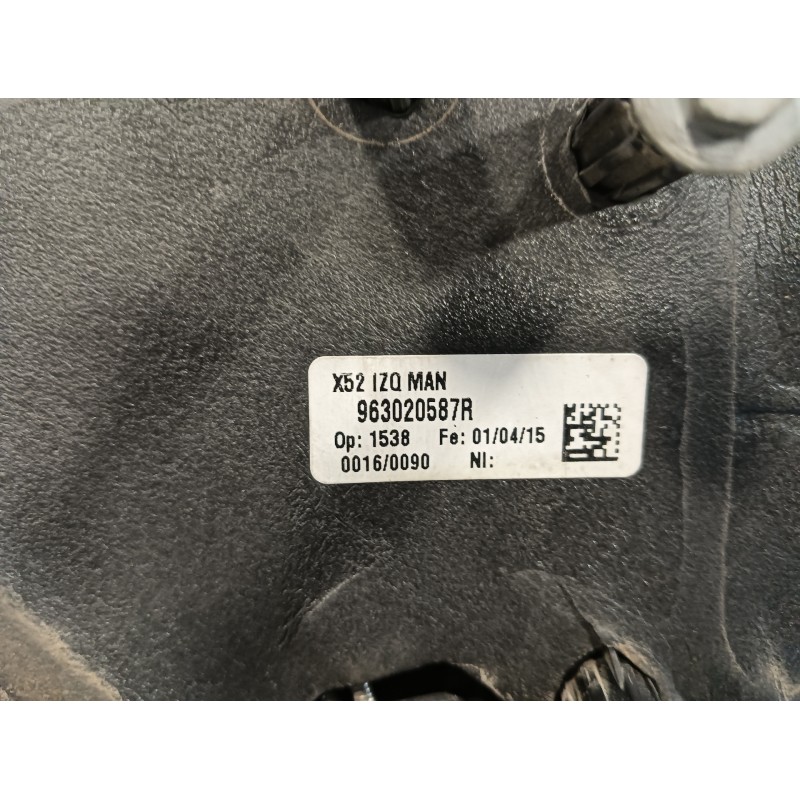 X52 IZQ MAN
963020587R
Op: 1538 Fe: 01/04/15
0016/0090 NI: